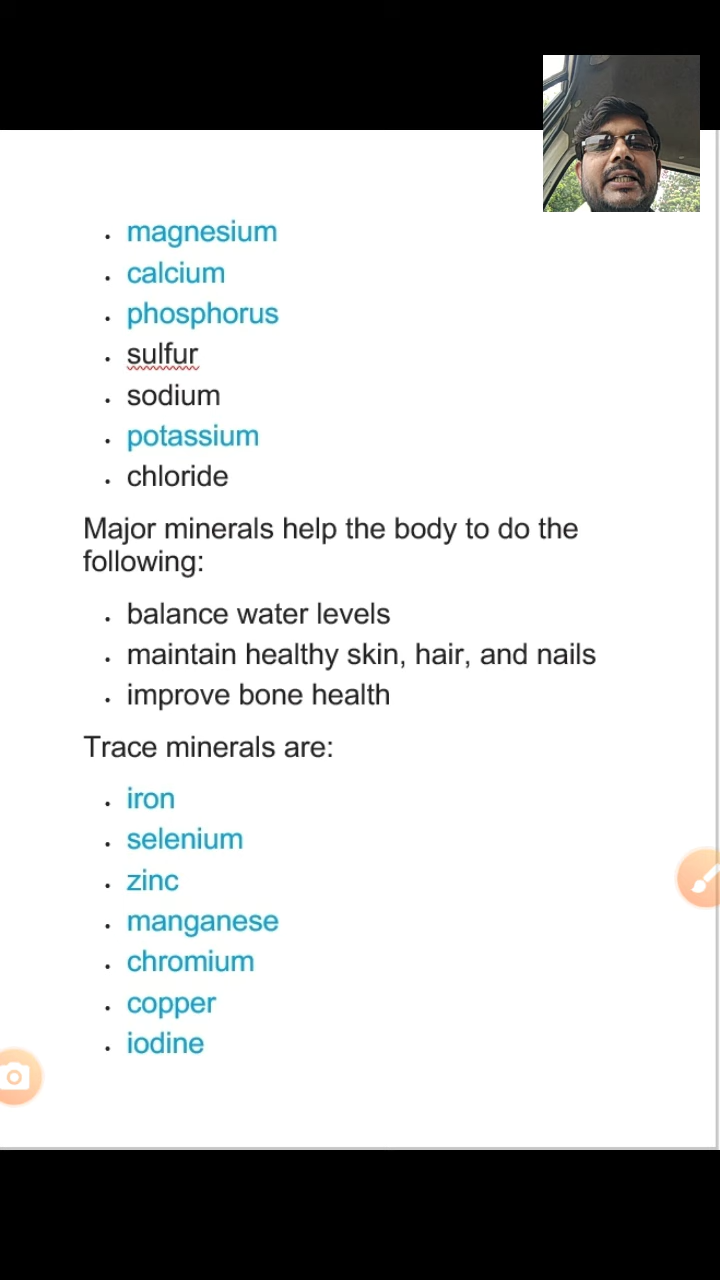 • magnesium
• calcium
• phosphorus
• sulfur
• sodium
• potassium
• chloride
Major minerals help the body to do the
following:
• balance water levels
• maintain healthy skin, hair, and nails
• improve bone health
Trace minerals are:
• iron
• selenium
• zinc
• manganese
• chromium
• copper
• iodine